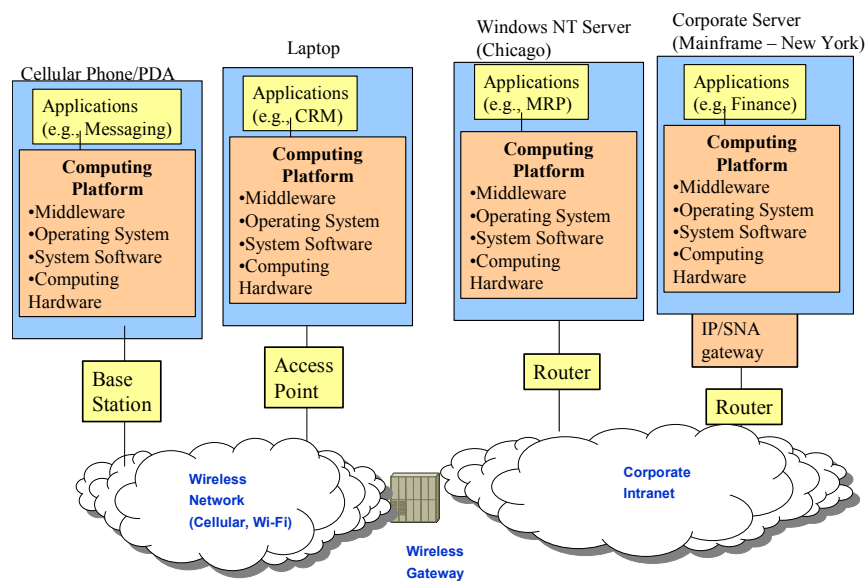 Cellular Phone/PDA
Applications
(e.g., Messaging)
Computing
Platform
•Middleware
•Operating System
•System Software
•Computing
Hardware
Base
Station
Laptop
Applications
(e.g., CRM)
Computing
Platform
•Middleware
•Operating System
•System Software
•Computing
Hardware
Access
Point
Windows NT Server
(Chicago)
Applications
(e.g., MRP)
Computing
Platform
•Middleware
•Operating System
•System Software
•Computing
Hardware
Router
Corporate Server
(Mainframe – New York)
Applications
(e.g, Finance)
Computing
Platform
•Middleware
•Operating System
•System Software
•Computing
Hardware
IP/SNA
gateway
Router
Wireless
Network
(Cellular, Wi-Fi)
Wireless
Gateway
Corporate
Intranet